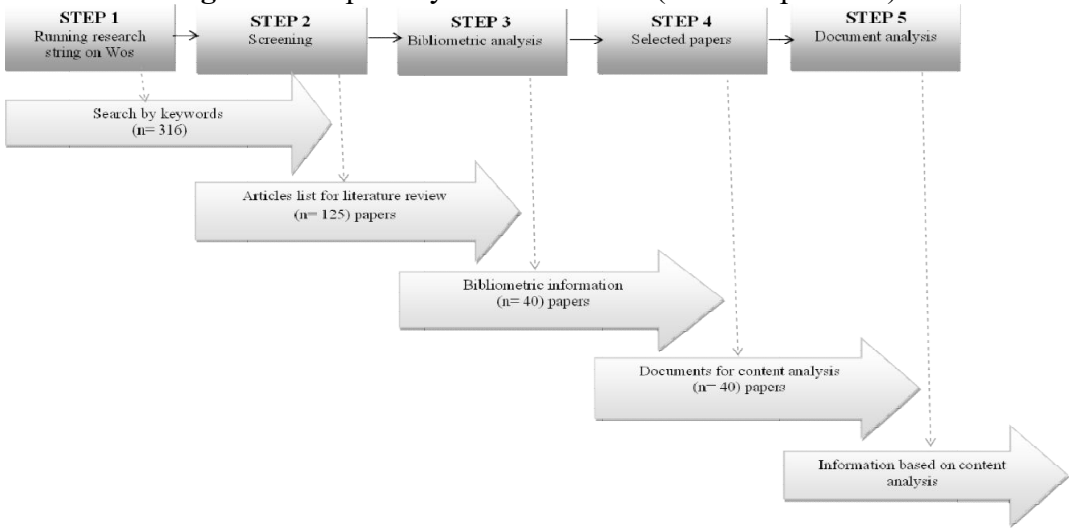 STEP 1
Running research
string on Wos
STEP 2
Screening
STEP 3
Bibliometric analysis
STEP 4
Selected papers
STEP 5
Document analysis
Search by keywords
(n= 316)
Articles list for literature review
(n= 125) papers
Bibliometric information
(n= 40) papers
Documents for content analysis
(n= 40) papers
Information based on content
analysis